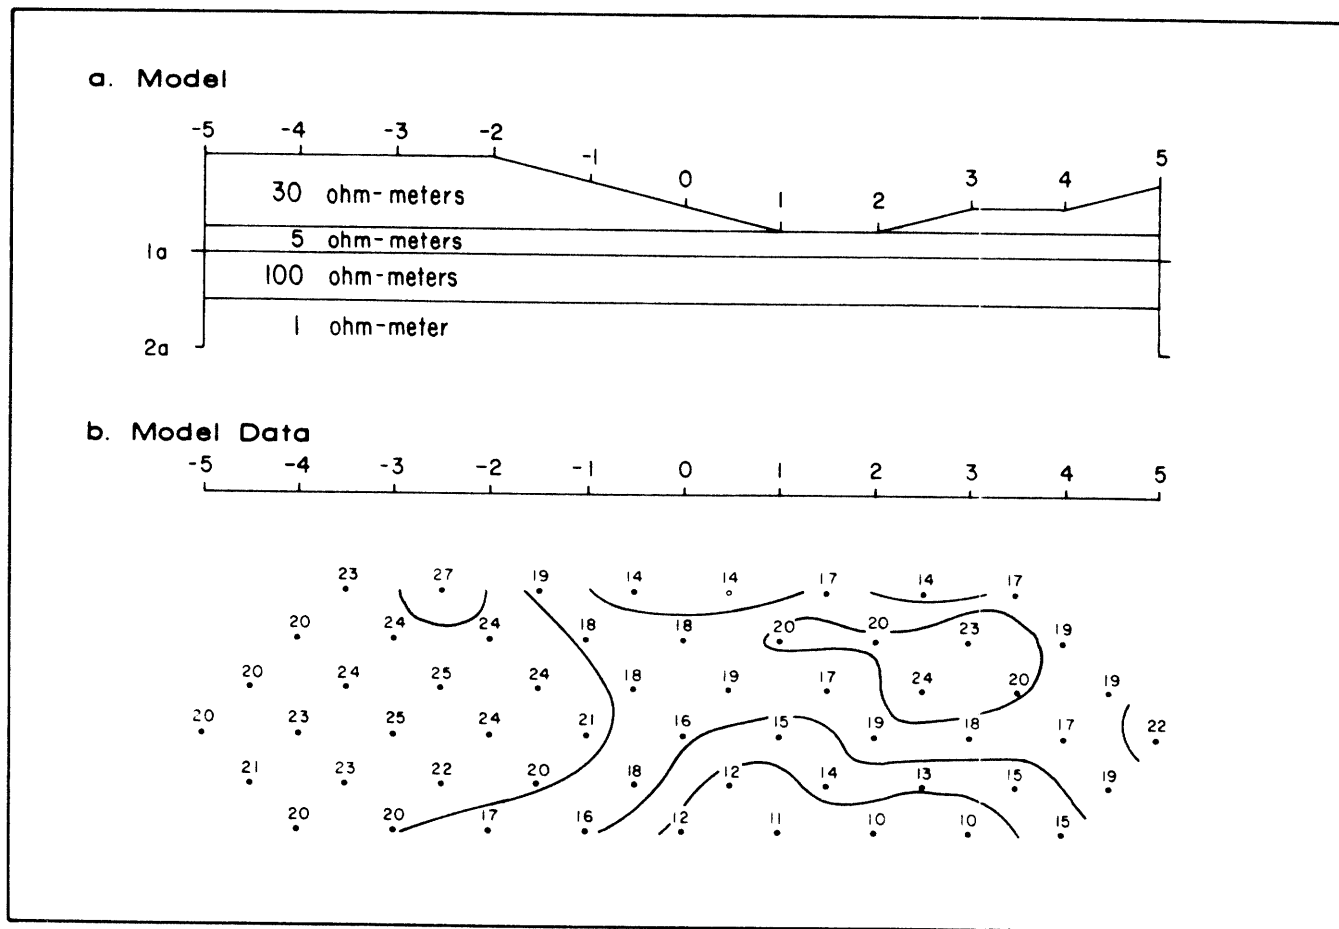 a. Model
-5 -4 -3 -2 -1 0 1 2 3 4 5
30 ohm-meters
5 ohm-meters
1a
100 ohm-meters
1 ohm-meter
2a
b. Model Data
-5 -4 -3 -2 -1 0 1 2 3 4 5
23 27 19 14 14 17 14 17
20 24 24 18 18 20 20 23 19
20 24 25 24 18 19 17 24 20 19
20 23 25 24 21 16 15 19 18 17 22
21 23 22 20 18 12 14 13 15 19
20 20 17 16 12 11 10 10 15